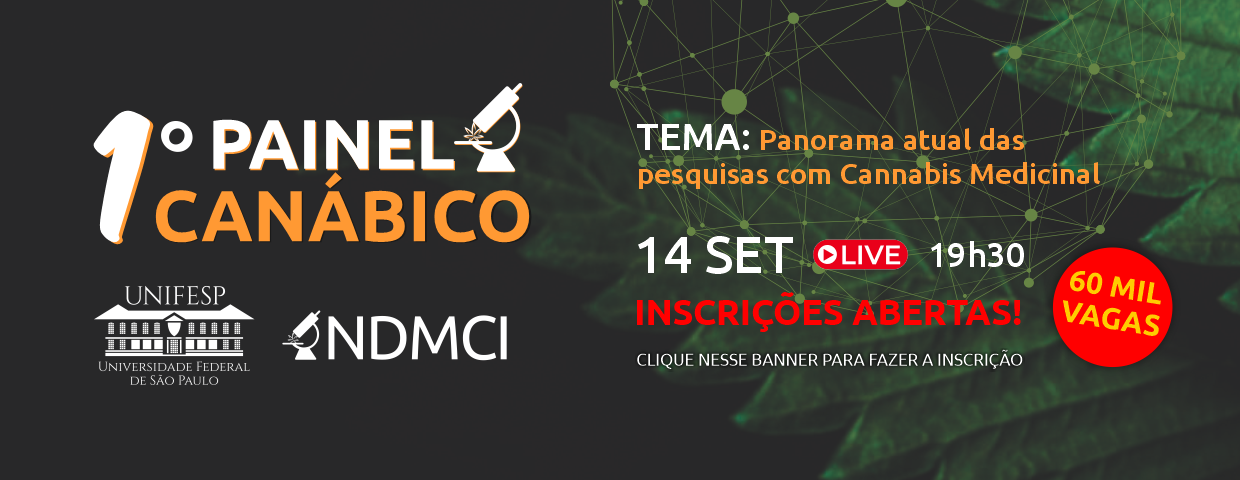 1º PAINEL
CANÁBICO
UNIFESP
UNIVERSIDADE FEDERAL
DE SÃO PAULO
NDMCI
TEMA: Panorama atual das
pesquisas com Cannabis Medicinal
14 SET LIVE 19h30
INSCRIÇÕES ABERTAS!
CLIQUE NESSE BANNER PARA FAZER A INSCRIÇÃO
60 MIL
VAGAS